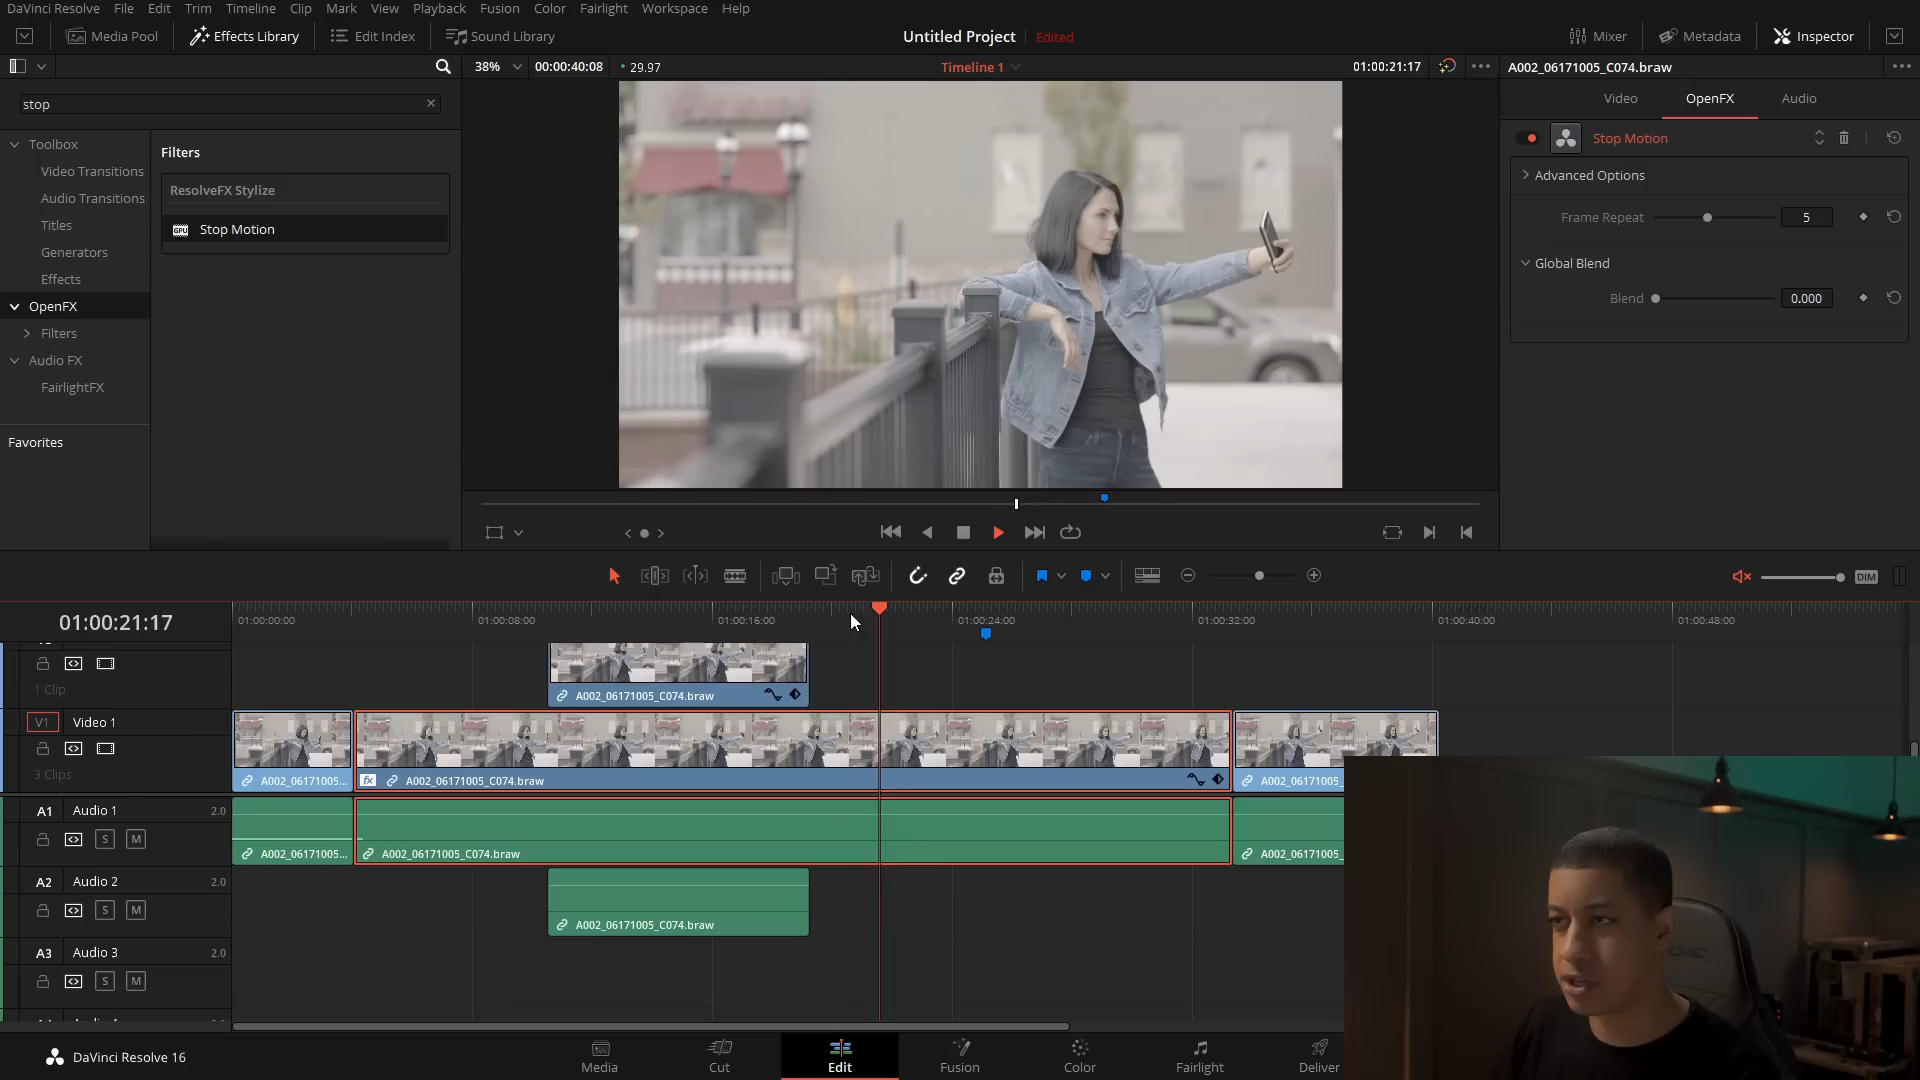 DaVinci Resolve File Edit Trim Timeline Clip Mark View Playback Fusion Color Fairlight Workspace Help
Media Pool Effects Library Edit Index Sound Library Untitled Project Edited Mixer Metadata Inspector
38% 00:00:40:08 29.97 Timeline 1 01:00:21:17 A002_06171005_C074.braw
stop
Video OpenFX Audio
Toolbox
Video Transitions
Audio Transitions
Titles
Generators
Effects
OpenFX
Filters
Audio FX
FairlightFX
Favorites
Filters
ResolveFX Stylize
GPU Stop Motion
Stop Motion
Advanced Options
Frame Repeat 5
Global Blend
Blend 0.000
DIM
01:00:21:17
01:00:00:00 01:00:08:00 01:00:16:00 01:00:24:00 01:00:32:00 01:00:40:00 01:00:48:00
1 Clip
A002_06171005_C074.braw
V1 Video 1
3 Clips
A002_06171005... fx A002_06171005_C074.braw A002_06171005_
A1 Audio 1 2.0
S M
A002_06171005... A002_06171005_C074.braw A002_06171005_
A2 Audio 2 2.0
S M
A002_06171005_C074.braw
A3 Audio 3 2.0
S M
DaVinci Resolve 16
Media Cut Edit Fusion Color Fairlight Deliver